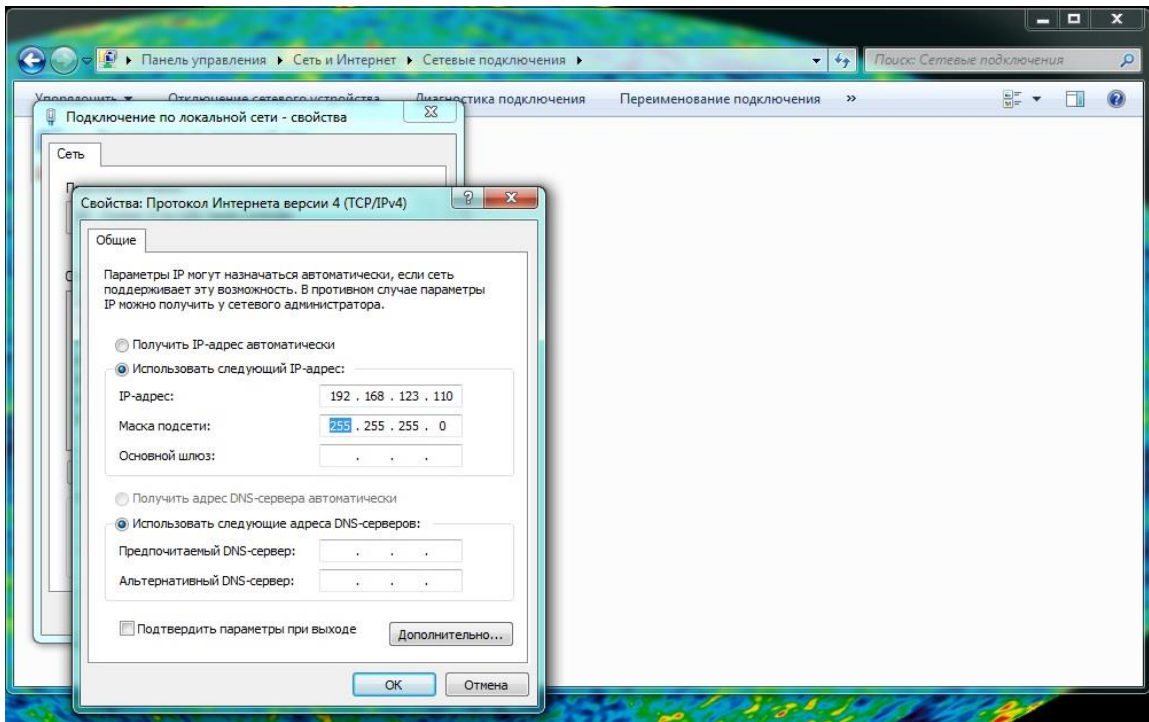 Панель управления ▸ Сеть и Интернет ▸ Сетевые подключения ▸
Поиск: Сетевые подключения
Упорядочить Отключение сетевого устройства Диагностика подключения Переименование подключения »
Подключение по локальной сети - свойства
Сеть
Свойства: Протокол Интернета версии 4 (TCP/IPv4)
Общие
Параметры IP могут назначаться автоматически, если сеть
поддерживает эту возможность. В противном случае параметры
IP можно получить у сетевого администратора.
Получить IP-адрес автоматически
Использовать следующий IP-адрес:
IP-адрес: 192 . 168 . 123 . 110
Маска подсети: 255 . 255 . 255 . 0
Основной шлюз: . . .
Получить адрес DNS-сервера автоматически
Использовать следующие адреса DNS-серверов:
Предпочитаемый DNS-сервер: . . .
Альтернативный DNS-сервер: . . .
Подтвердить параметры при выходе
Дополнительно...
ОК Отмена